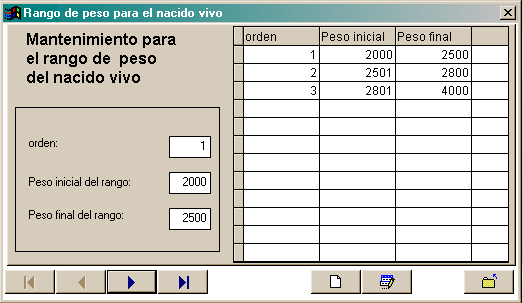 Rango de peso para el nacido vivo
Mantenimiento para
el rango de peso
del nacido vivo
orden:
1
Peso inicial del rango:
2000
Peso final del rango:
2500
orden Peso inicial Peso final
1 2000 2500
2 2501 2800
3 2801 4000